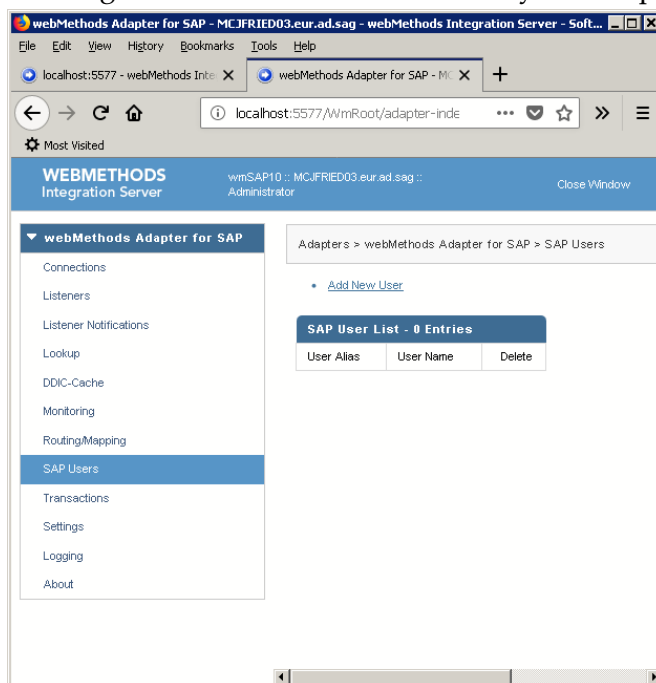 webMethods Adapter for SAP - MCJFRIED03.eur.ad.sag - webMethods Integration Server - Soft...
File Edit View History Bookmarks Tools Help
localhost:5577 - webMethods Inte
webMethods Adapter for SAP - MC
localhost:5577/WmRoot/adapter-inde
Most Visited
WEBMETHODS
Integration Server
wmSAP10 :: MCJFRIED03.eur.ad.sag ::
Administrator
Close Window
webMethods Adapter for SAP
Connections
Listeners
Listener Notifications
Lookup
DDIC-Cache
Monitoring
Routing/Mapping
SAP Users
Transactions
Settings
Logging
About
Adapters > webMethods Adapter for SAP > SAP Users
Add New User
SAP User List - 0 Entries
User Alias User Name Delete